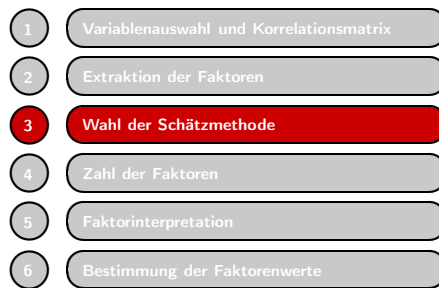 1 Variablenauswahl und Korrelationsmatrix
2 Extraktion der Faktoren
3 Wahl der Schätzmethode
4 Zahl der Faktoren
5 Faktorinterpretation
6 Bestimmung der Faktorenwerte